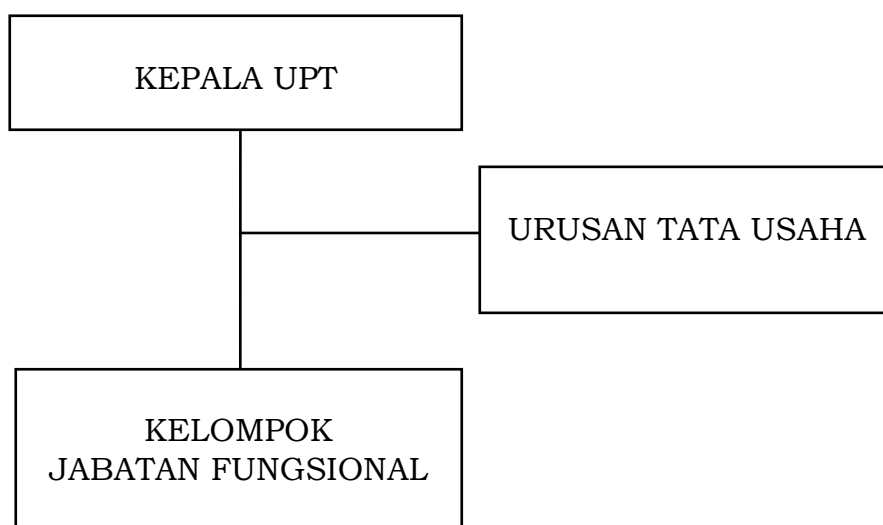 KEPALA UPT
URUSAN TATA USAHA
KELOMPOK
JABATAN FUNGSIONAL